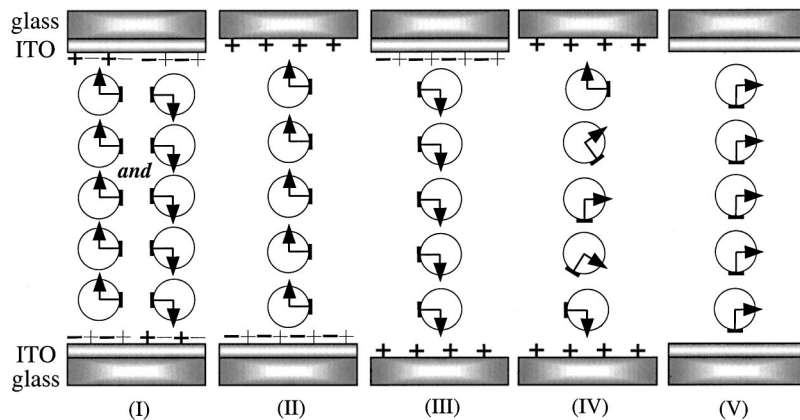 glass
ITO
and
ITO
glass
(I) (II) (III) (IV) (V)